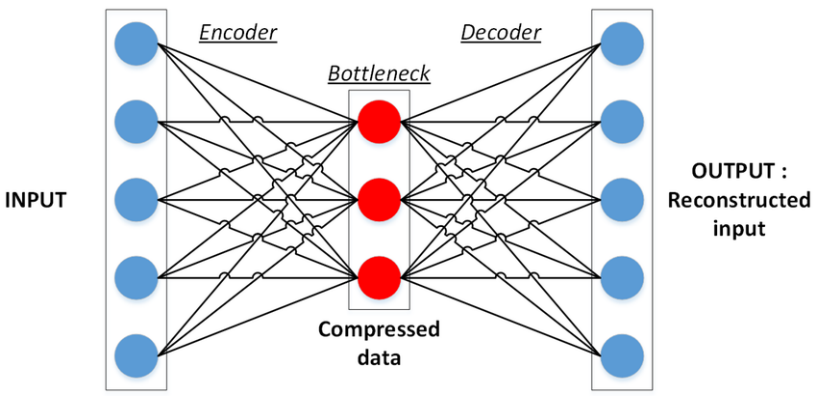 Encoder
Decoder
Bottleneck
INPUT
OUTPUT :
Reconstructed
input
Compressed
data